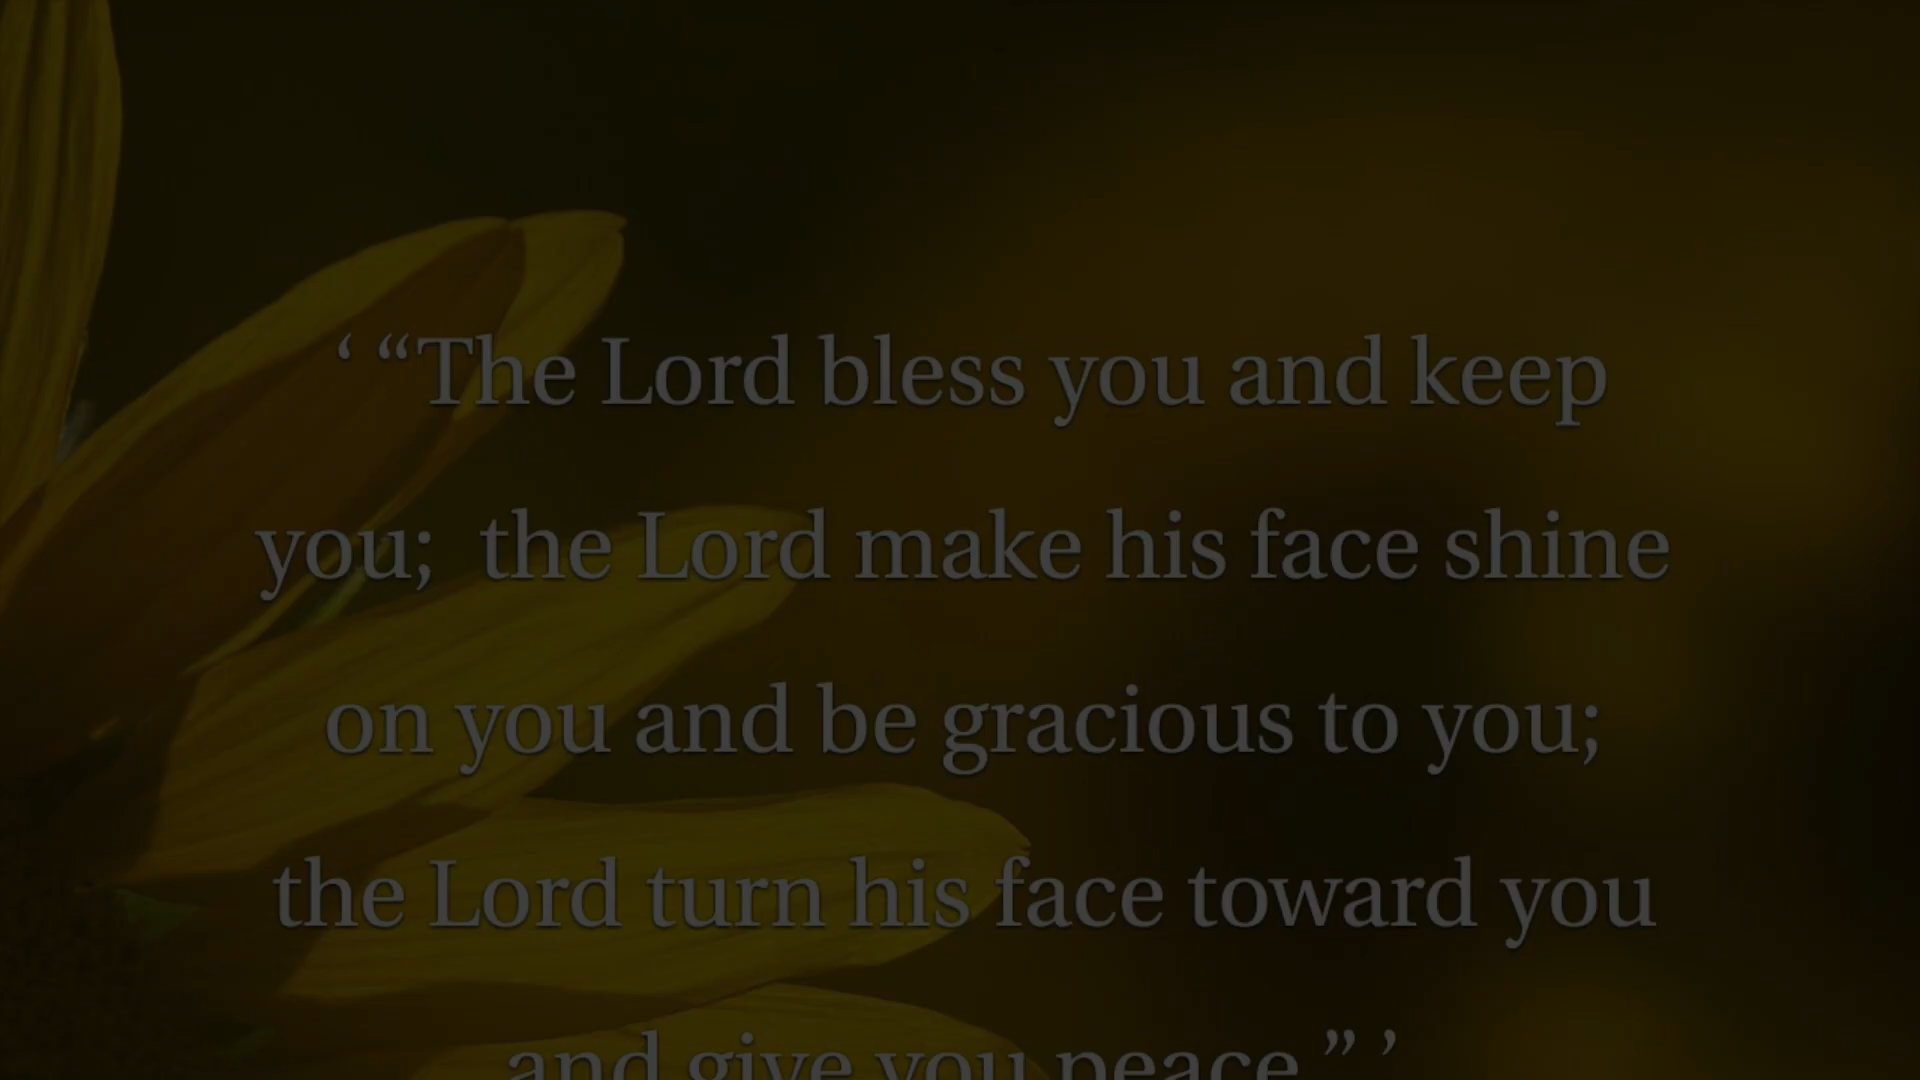 ‘ “The Lord bless you and keep
you;  the Lord make his face shine
on you and be gracious to you;
the Lord turn his face toward you
and give you peace.” ’